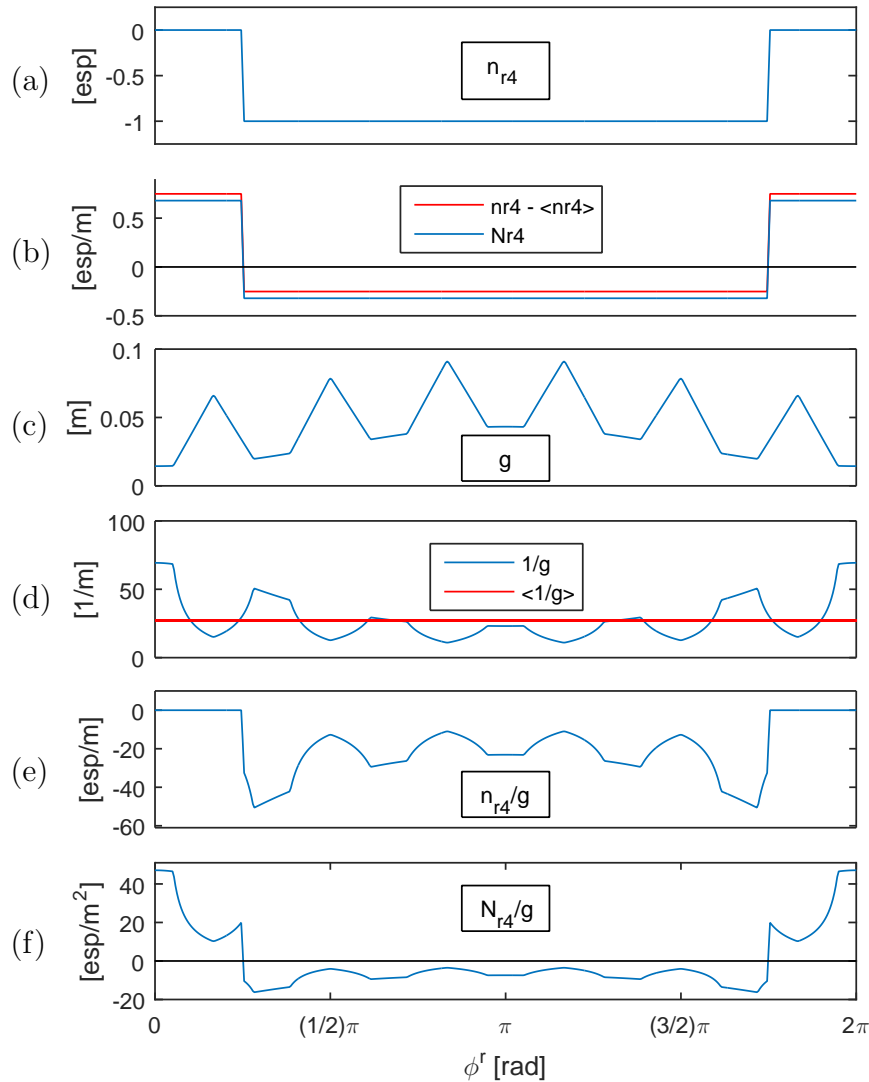 (a)
[esp]
0
-0.5
-1
n_r4
(b)
[esp/m]
0.5
0
-0.5
nr4 - <nr4>
Nr4
(c)
[m]
0.1
0.05
0
g
(d)
[1/m]
100
50
0
1/g
<1/g>
(e)
[esp/m]
0
-20
-40
-60
n_r4/g
(f)
[esp/m²]
40
20
0
-20
N_r4/g
0 (1/2)π π (3/2)π 2π
ϕ^r [rad]